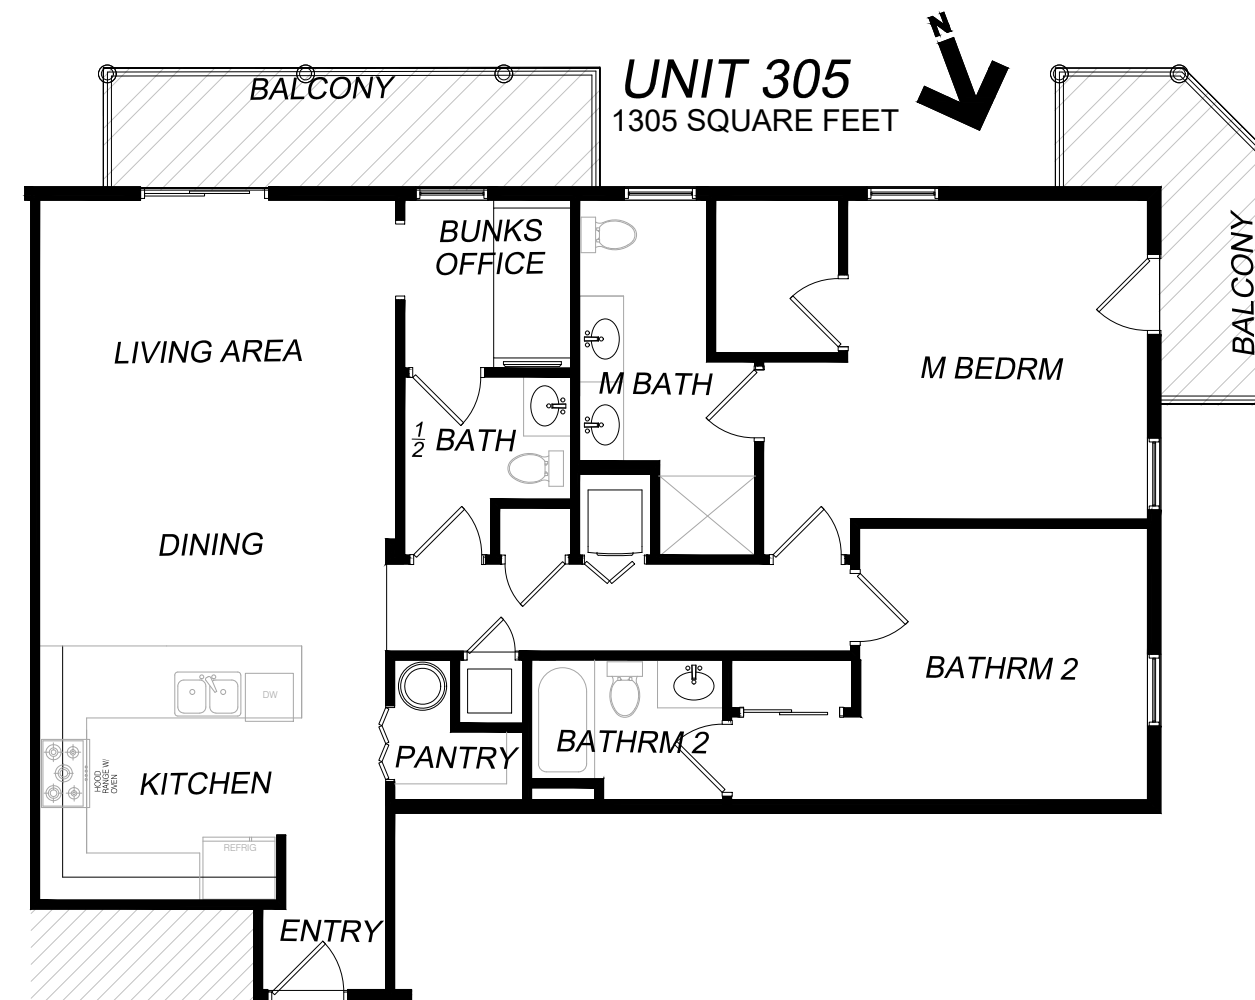 N
BALCONY
UNIT 305
1305 SQUARE FEET
BUNKS
OFFICE
BALCONY
LIVING AREA
M BATH
M BEDRM
1/2 BATH
DINING
BATHRM 2
DW
BATHRM 2
PANTRY
KITCHEN
HOOD
RANGE W/
OVEN
REFRIG
ENTRY